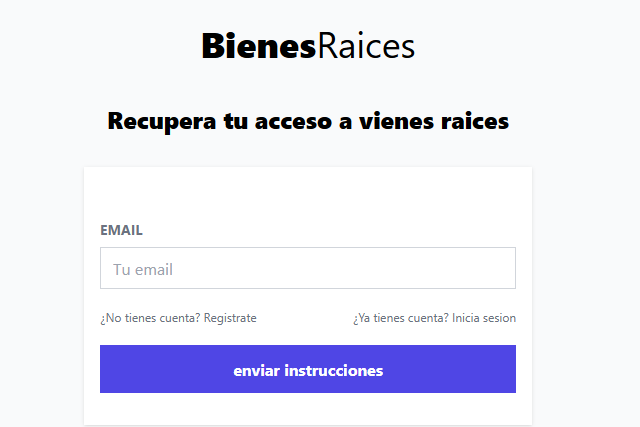 BienesRaices
Recupera tu acceso a vienes raices
EMAIL
Tu email
¿No tienes cuenta? Registrate
¿Ya tienes cuenta? Inicia sesion
enviar instrucciones